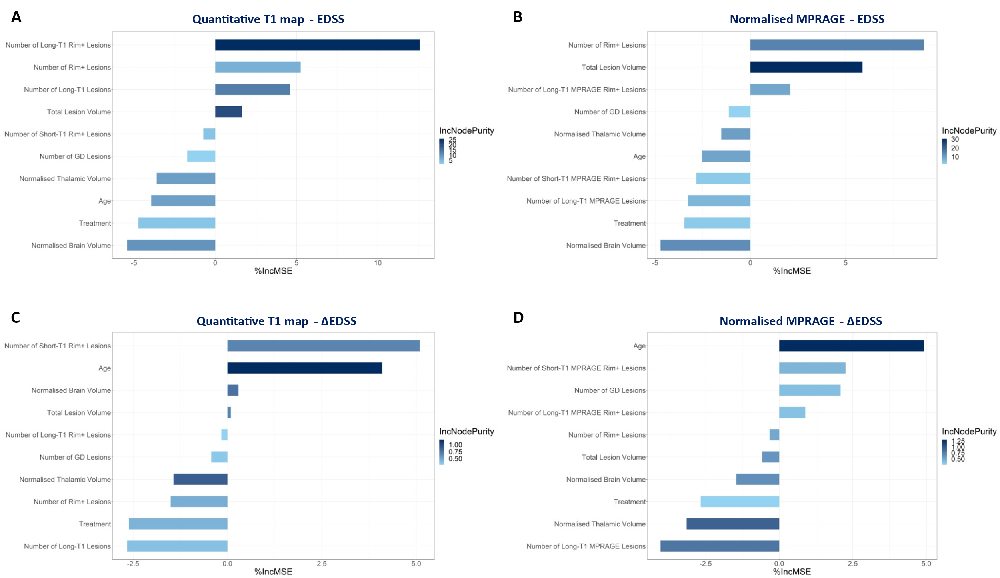 A
Quantitative T1 map - EDSS
Number of Long-T1 Rim+ Lesions
Number of Rim+ Lesions
Number of Long-T1 Lesions
Total Lesion Volume
Number of Short-T1 Rim+ Lesions
Number of GD Lesions
Normalised Thalamic Volume
Age
Treatment
Normalised Brain Volume
-5 0 5 10
%IncMSE
IncNodePurity
25
20
15
10
5
B
Normalised MPRAGE - EDSS
Number of Rim+ Lesions
Total Lesion Volume
Number of Long-T1 MPRAGE Rim+ Lesions
Number of GD Lesions
Normalised Thalamic Volume
Age
Number of Short-T1 MPRAGE Rim+ Lesions
Number of Long-T1 MPRAGE Lesions
Treatment
Normalised Brain Volume
-5 0 5
%IncMSE
IncNodePurity
30
20
10
C
Quantitative T1 map - ΔEDSS
Number of Short-T1 Rim+ Lesions
Age
Normalised Brain Volume
Total Lesion Volume
Number of Long-T1 Rim+ Lesions
Number of GD Lesions
Normalised Thalamic Volume
Number of Rim+ Lesions
Treatment
Number of Long-T1 Lesions
-2.5 0.0 2.5 5.0
%IncMSE
IncNodePurity
1.00
0.75
0.50
D
Normalised MPRAGE - ΔEDSS
Age
Number of Short-T1 MPRAGE Rim+ Lesions
Number of GD Lesions
Number of Long-T1 MPRAGE Rim+ Lesions
Number of Rim+ Lesions
Total Lesion Volume
Normalised Brain Volume
Treatment
Normalised Thalamic Volume
Number of Long-T1 MPRAGE Lesions
-2.5 0.0 2.5 5.0
%IncMSE
IncNodePurity
1.25
1.00
0.75
0.50